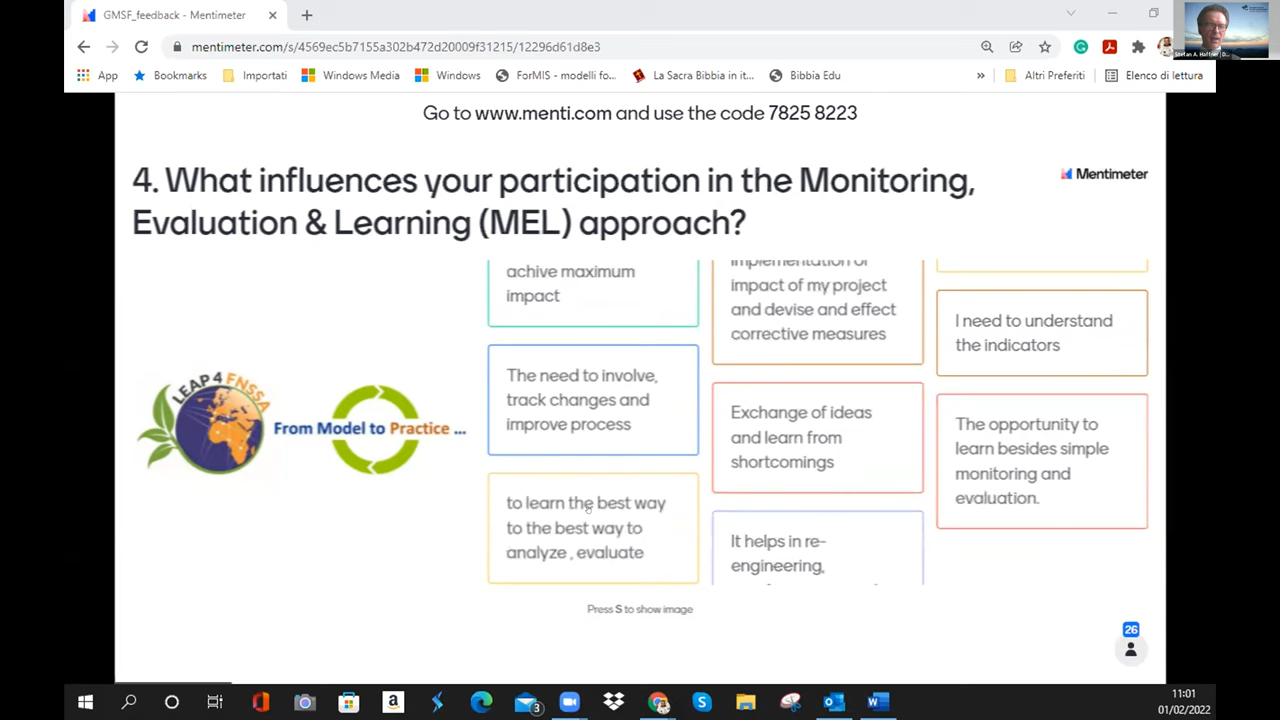 GMSF_feedback - Mentimeter
mentimeter.com/s/4569ec5b7155a302b472d20009f31215/12296d61d8e3
App
Bookmarks
Importati
Windows Media
Windows
ForMIS - modelli fo...
La Sacra Bibbia in it...
Bibbia Edu
»
Altri Preferiti
Elenco di lettura
Stefan A. Haffner | D...
Go to www.menti.com and use the code 7825 8223
4. What influences your participation in the Monitoring,
Evaluation & Learning (MEL) approach?
Mentimeter
LEAP4FNSSA
From Model to Practice ...
achive maximum
impact
The need to involve,
track changes and
improve process
to learn the best way
to the best way to
analyze , evaluate
implementation of
impact of my project
and devise and effect
corrective measures
Exchange of ideas
and learn from
shortcomings
It helps in re-
engineering,
I need to understand
the indicators
The opportunity to
learn besides simple
monitoring and
evaluation.
Press S to show image
26
3
11:01
01/02/2022